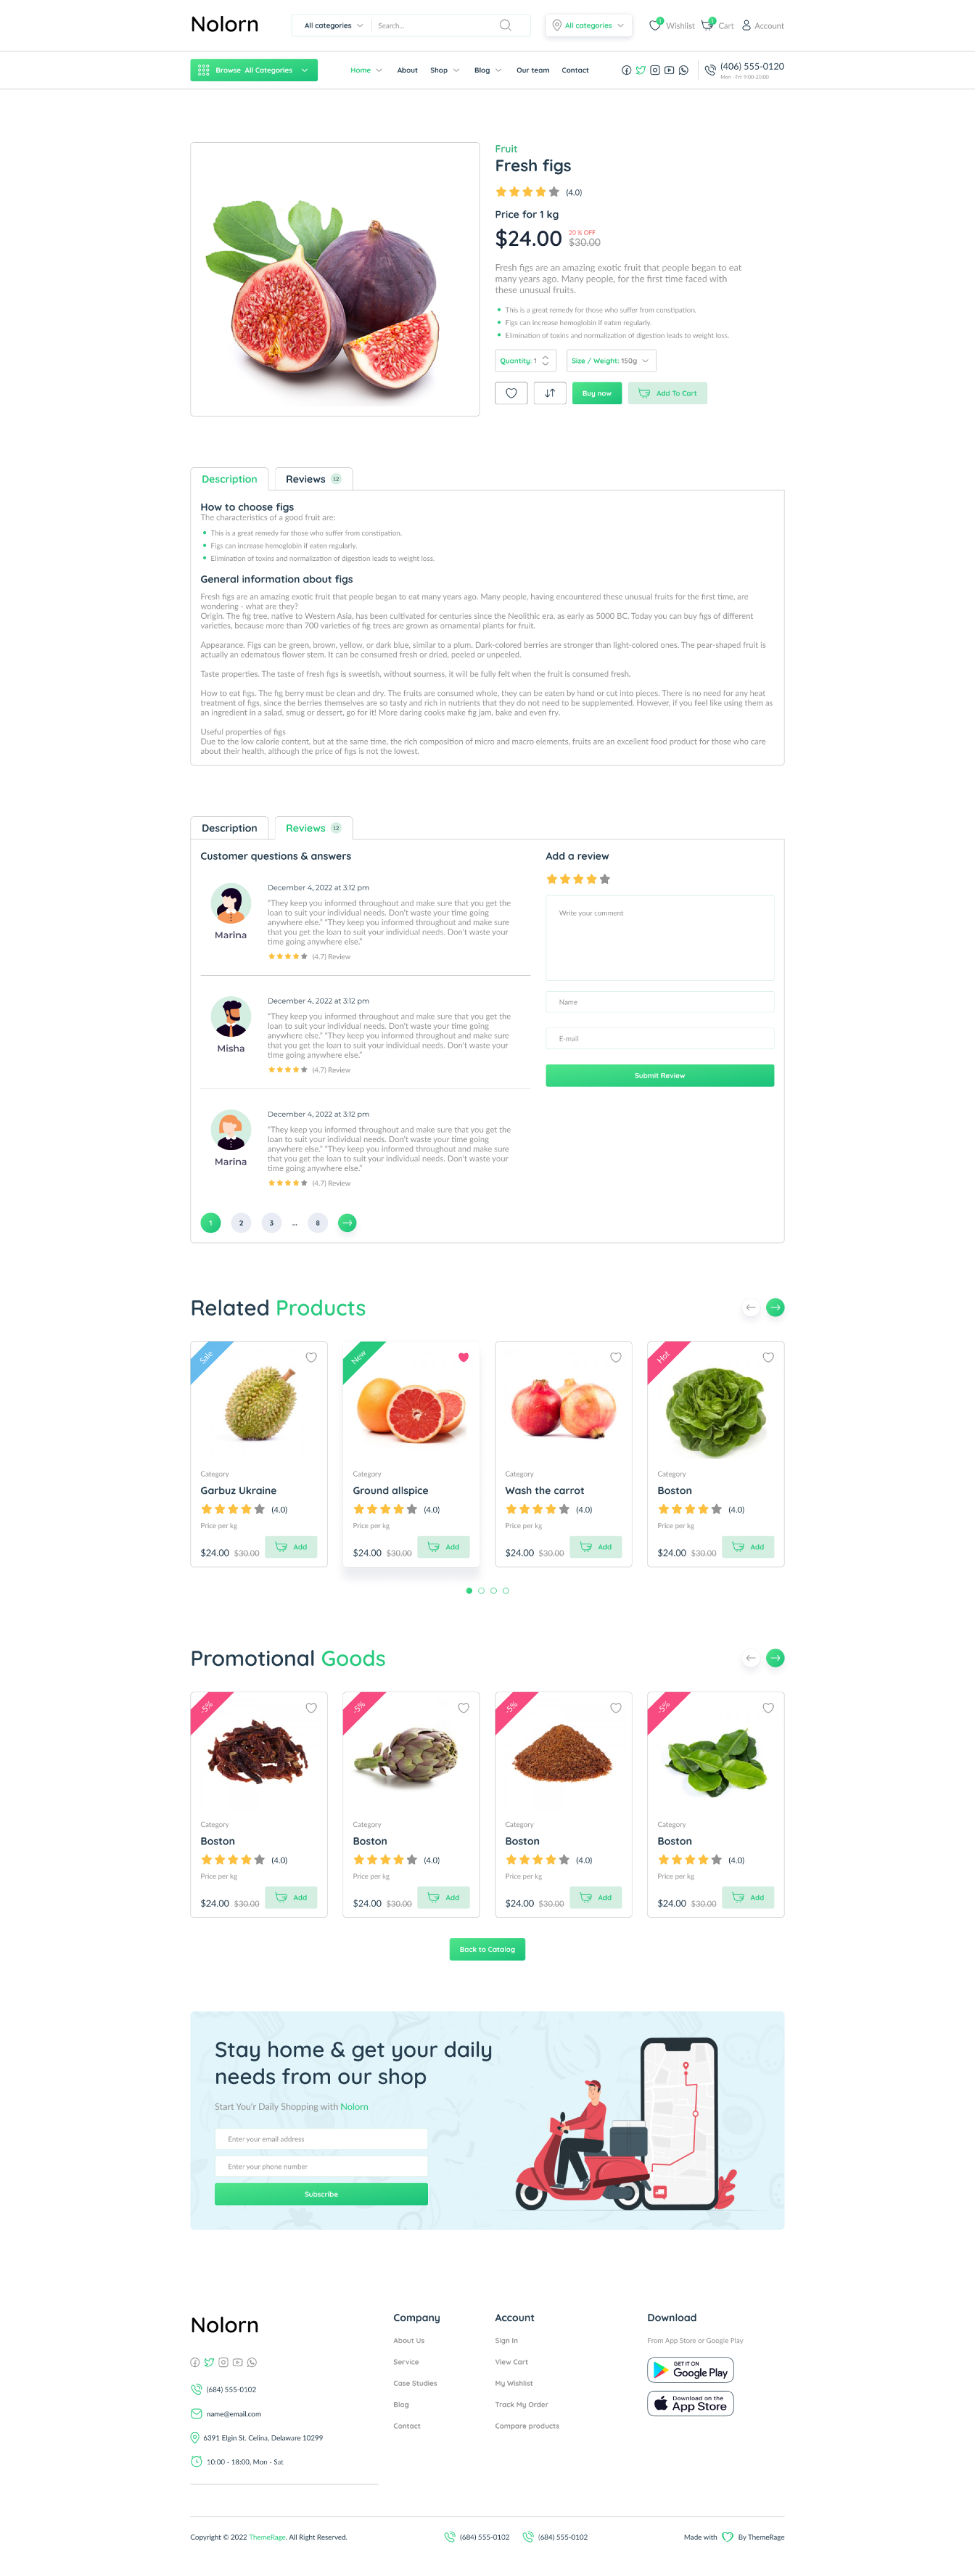 Nolorn
All categories
Search...
All categories
1
Wishlist
1
Cart
Account
Browse All Categories
Home
About
Shop
Blog
Our team
Contact
(406) 555-0120
Mon - Fri: 9:00-20:00
Fruit
Fresh figs
(4.0)
Price for 1 kg
$24.00
20 % OFF
$30.00
Fresh figs are an amazing exotic fruit that people began to eat
many years ago. Many people, for the first time faced with
these unusual fruits.
This is a great remedy for those who suffer from constipation.
Figs can increase hemoglobin if eaten regularly.
Elimination of toxins and normalization of digestion leads to weight loss.
Quantity: 1
Size / Weight: 150g
Buy now
Add To Cart
Description
Reviews 12
How to choose figs
The characteristics of a good fruit are:
This is a great remedy for those who suffer from constipation.
Figs can increase hemoglobin if eaten regularly.
Elimination of toxins and normalization of digestion leads to weight loss.
General information about figs
Fresh figs are an amazing exotic fruit that people began to eat many years ago. Many people, having encountered these unusual fruits for the first time, are
wondering - what are they?
Origin. The fig tree, native to Western Asia, has been cultivated for centuries since the Neolithic era, as early as 5000 BC. Today you can buy figs of different
varieties, because more than 700 varieties of fig trees are grown as ornamental plants for fruit.
Appearance. Figs can be green, brown, yellow, or dark blue, similar to a plum. Dark-colored berries are stronger than light-colored ones. The pear-shaped fruit is
actually an edematous flower stem. It can be consumed fresh or dried, peeled or unpeeled.
Taste properties. The taste of fresh figs is sweetish, without sourness, it will be fully felt when the fruit is consumed fresh.
How to eat figs. The fig berry must be clean and dry. The fruits are consumed whole, they can be eaten by hand or cut into pieces. There is no need for any heat
treatment of figs, since the berries themselves are so tasty and rich in nutrients that they do not need to be supplemented. However, if you feel like using them as
an ingredient in a salad, smug or dessert, go for it! More daring cooks make fig jam, bake and even fry.
Useful properties of figs
Due to the low calorie content, but at the same time, the rich composition of micro and macro elements, fruits are an excellent food product for those who care
about their health, although the price of figs is not the lowest.
Description
Reviews 12
Customer questions & answers
Marina
December 4, 2022 at 3:12 pm
"They keep you informed throughout and make sure that you get the
loan to suit your individual needs. Don't waste your time going
anywhere else." "They keep you informed throughout and make sure
that you get the loan to suit your individual needs. Don't waste your
time going anywhere else."
(4.7) Review
Misha
December 4, 2022 at 3:12 pm
"They keep you informed throughout and make sure that you get the
loan to suit your individual needs. Don't waste your time going
anywhere else." "They keep you informed throughout and make sure
that you get the loan to suit your individual needs. Don't waste your
time going anywhere else."
(4.7) Review
Marina
December 4, 2022 at 3:12 pm
"They keep you informed throughout and make sure that you get the
loan to suit your individual needs. Don't waste your time going
anywhere else." "They keep you informed throughout and make sure
that you get the loan to suit your individual needs. Don't waste your
time going anywhere else."
(4.7) Review
1 2 3 ... 8
Add a review
Write your comment
Name
E-mail
Submit Review
Related Products
Sale
Category
Garbuz Ukraine
(4.0)
Price per kg
$24.00 $30.00 Add
New
Category
Ground allspice
(4.0)
Price per kg
$24.00 $30.00 Add
Category
Wash the carrot
(4.0)
Price per kg
$24.00 $30.00 Add
Hot
Category
Boston
(4.0)
Price per kg
$24.00 $30.00 Add
Promotional Goods
-5%
Category
Boston
(4.0)
Price per kg
$24.00 $30.00 Add
-5%
Category
Boston
(4.0)
Price per kg
$24.00 $30.00 Add
-5%
Category
Boston
(4.0)
Price per kg
$24.00 $30.00 Add
-5%
Category
Boston
(4.0)
Price per kg
$24.00 $30.00 Add
Back to Catalog
Stay home & get your daily
needs from our shop
Start You'r Daily Shopping with Nolorn
Enter your email address
Enter your phone number
Subscribe
Nolorn
(684) 555-0102
name@email.com
6391 Elgin St. Celina, Delaware 10299
10:00 - 18:00, Mon - Sat
Company
About Us
Service
Case Studies
Blog
Contact
Account
Sign In
View Cart
My Wishlist
Track My Order
Compare products
Download
From App Store or Google Play
GET IT ON
Google Play
Download on the
App Store
Copyright © 2022 ThemeRage. All Right Reserved.
(684) 555-0102
(684) 555-0102
Made with
By ThemeRage